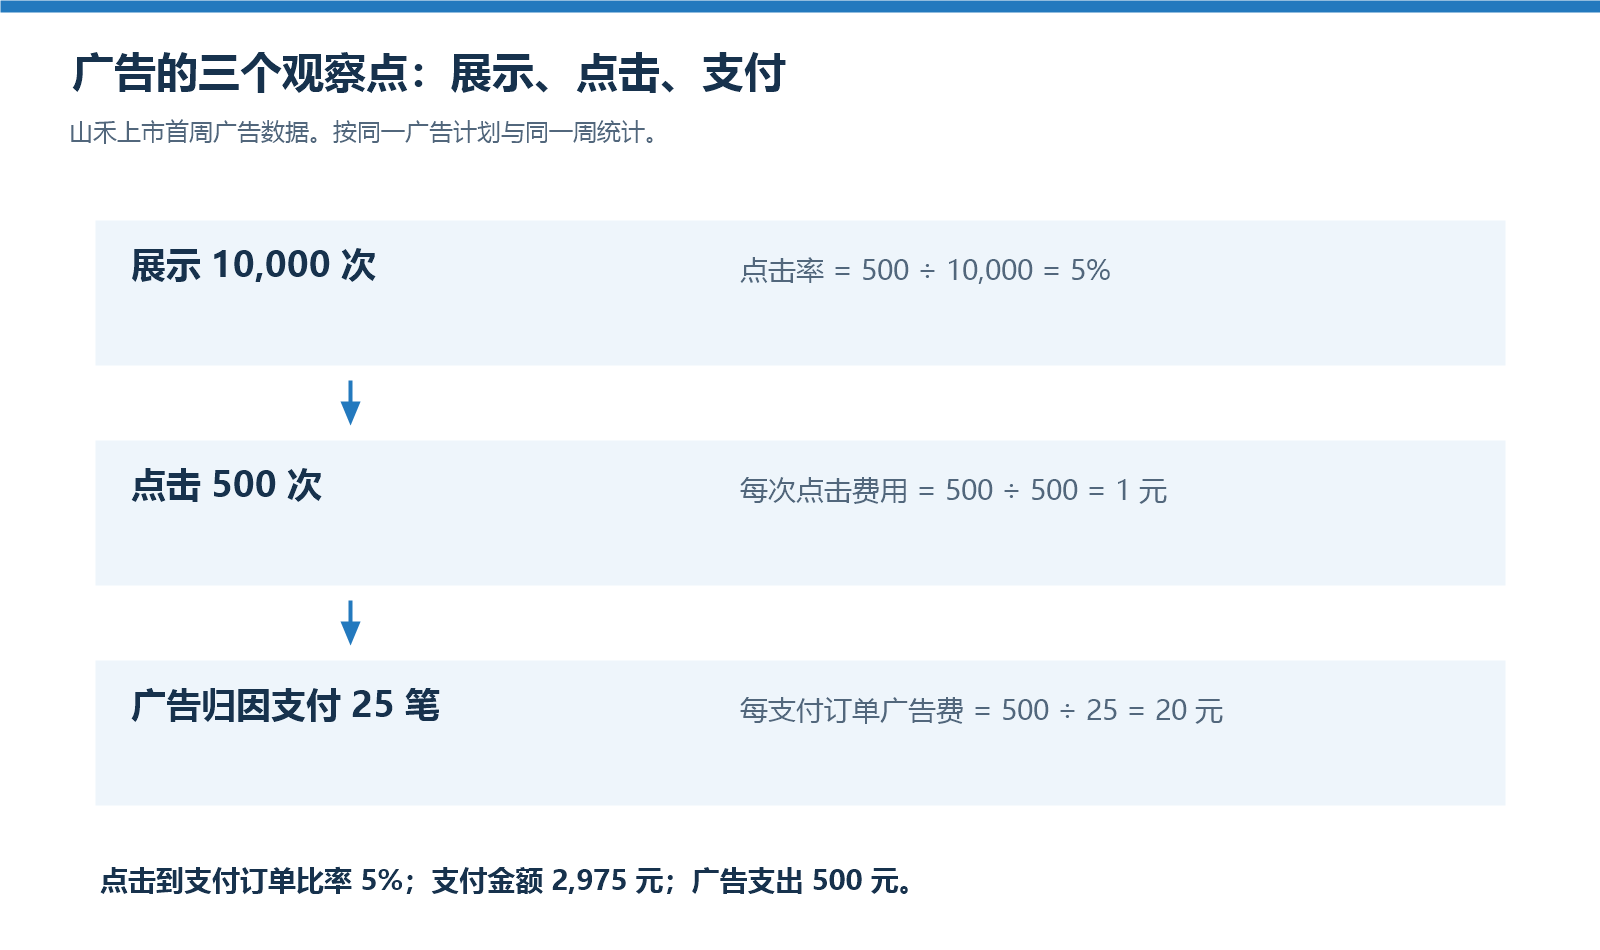 广告的三个观察点：展示、点击、支付
山禾上市首周广告数据。按同一广告计划与同一周统计。
展示 10,000 次
点击率 = 500 ÷ 10,000 = 5%
点击 500 次
每次点击费用 = 500 ÷ 500 = 1 元
广告归因支付 25 笔
每支付订单广告费 = 500 ÷ 25 = 20 元
点击到支付订单比率 5%；支付金额 2,975 元；广告支出 500 元。